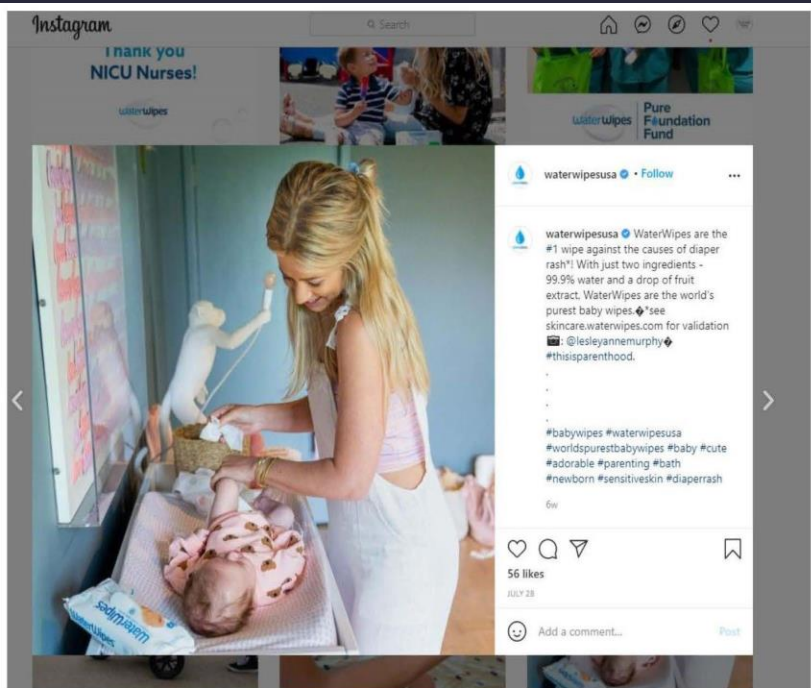 Instagram
Search
Thank you
NICU Nurses!
WaterWipes
WaterWipes
Pure
Foundation
Fund
waterwipesusa • Follow
waterwipesusa WaterWipes are the
#1 wipe against the causes of diaper
rash*! With just two ingredients -
99.9% water and a drop of fruit
extract. WaterWipes are the world's
purest baby wipes.�*see
skincare.waterwipes.com for validation
📷: @lesleyannemurphy�
#thisisparenthood.
.
.
.
.
#babywipes #waterwipesusa
#worldspurestbabywipes #baby #cute
#adorable #parenting #bath
#newborn #sensitiveskin #diaperrash
6w
56 likes
JULY 28
Add a comment...
Post
WaterWipes
WaterWipes